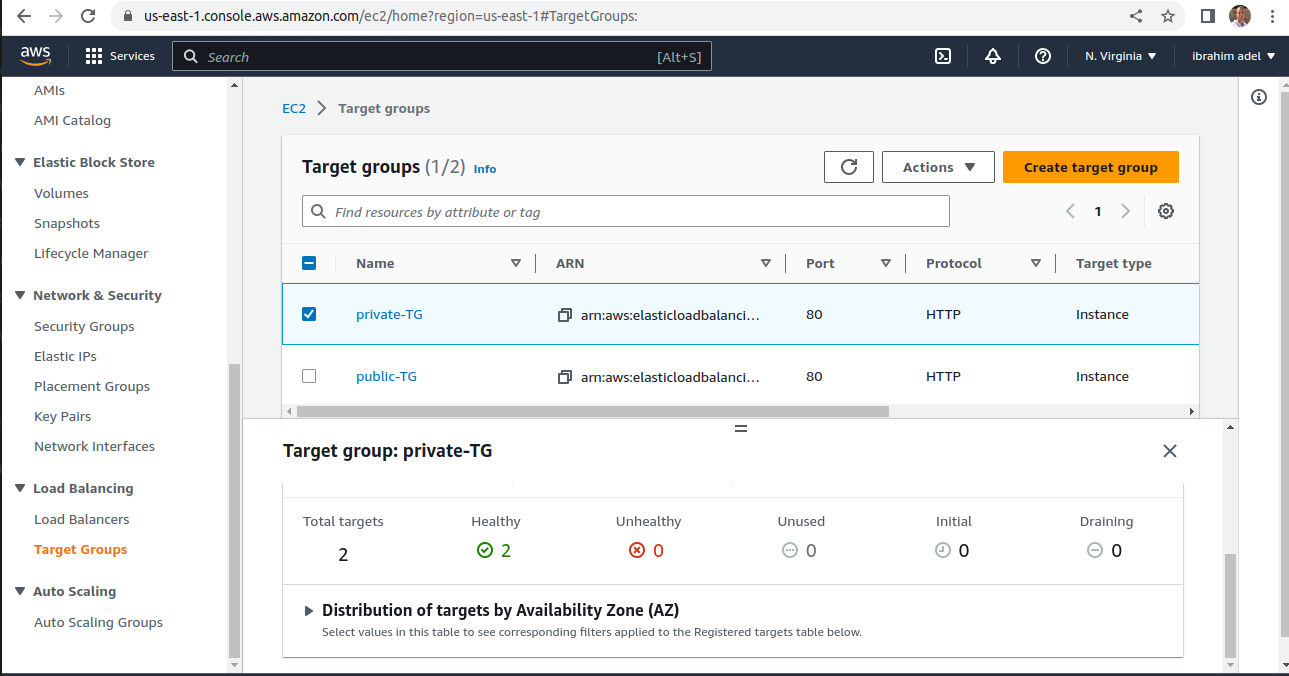 us-east-1.console.aws.amazon.com/ec2/home?region=us-east-1#TargetGroups:
aws
Services
Search
[Alt+S]
N. Virginia
ibrahim adel
AMIs
AMI Catalog
Elastic Block Store
Volumes
Snapshots
Lifecycle Manager
Network & Security
Security Groups
Elastic IPs
Placement Groups
Key Pairs
Network Interfaces
Load Balancing
Load Balancers
Target Groups
Auto Scaling
Auto Scaling Groups
EC2 > Target groups
Target groups (1/2) Info
Actions
Create target group
Find resources by attribute or tag
1
Name ARN Port Protocol Target type
private-TG arn:aws:elasticloadbalanci... 80 HTTP Instance
public-TG arn:aws:elasticloadbalanci... 80 HTTP Instance
Target group: private-TG
Total targets Healthy Unhealthy Unused Initial Draining
2 2 0 0 0 0
Distribution of targets by Availability Zone (AZ)
Select values in this table to see corresponding filters applied to the Registered targets table below.